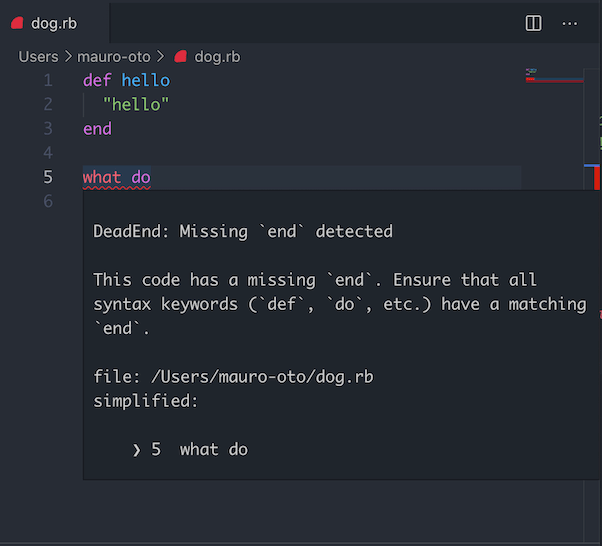 dog.rb
···
Users > mauro-oto > dog.rb
1 def hello
2   "hello"
3 end
4
5 what do
6
DeadEnd: Missing `end` detected
This code has a missing `end`. Ensure that all
syntax keywords (`def`, `do`, etc.) have a matching
`end`.
file: /Users/mauro-oto/dog.rb
simplified:
❯ 5  what do